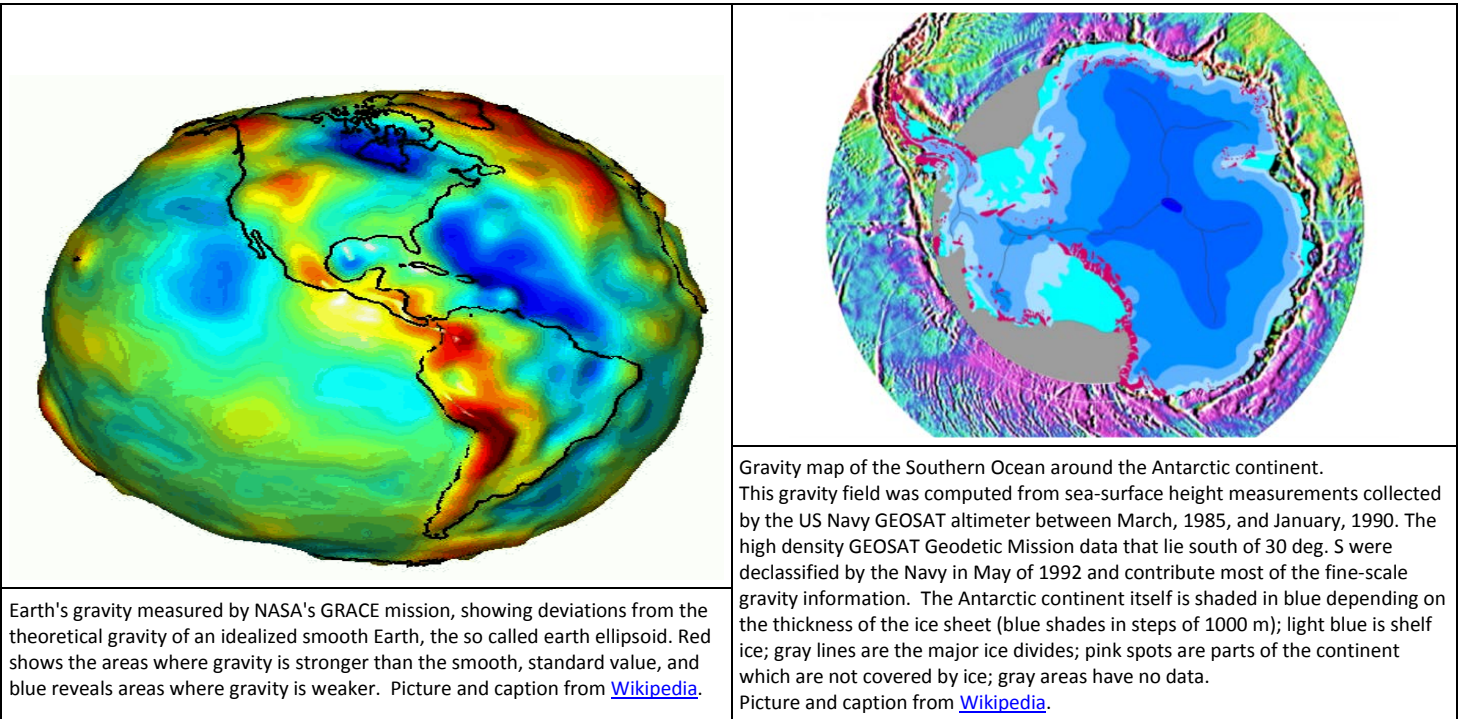 Earth's gravity measured by NASA's GRACE mission, showing deviations from the
theoretical gravity of an idealized smooth Earth, the so called earth ellipsoid. Red
shows the areas where gravity is stronger than the smooth, standard value, and
blue reveals areas where gravity is weaker.  Picture and caption from Wikipedia.
Gravity map of the Southern Ocean around the Antarctic continent.
This gravity field was computed from sea-surface height measurements collected
by the US Navy GEOSAT altimeter between March, 1985, and January, 1990. The
high density GEOSAT Geodetic Mission data that lie south of 30 deg. S were
declassified by the Navy in May of 1992 and contribute most of the fine-scale
gravity information.  The Antarctic continent itself is shaded in blue depending on
the thickness of the ice sheet (blue shades in steps of 1000 m); light blue is shelf
ice; gray lines are the major ice divides; pink spots are parts of the continent
which are not covered by ice; gray areas have no data.
Picture and caption from Wikipedia.